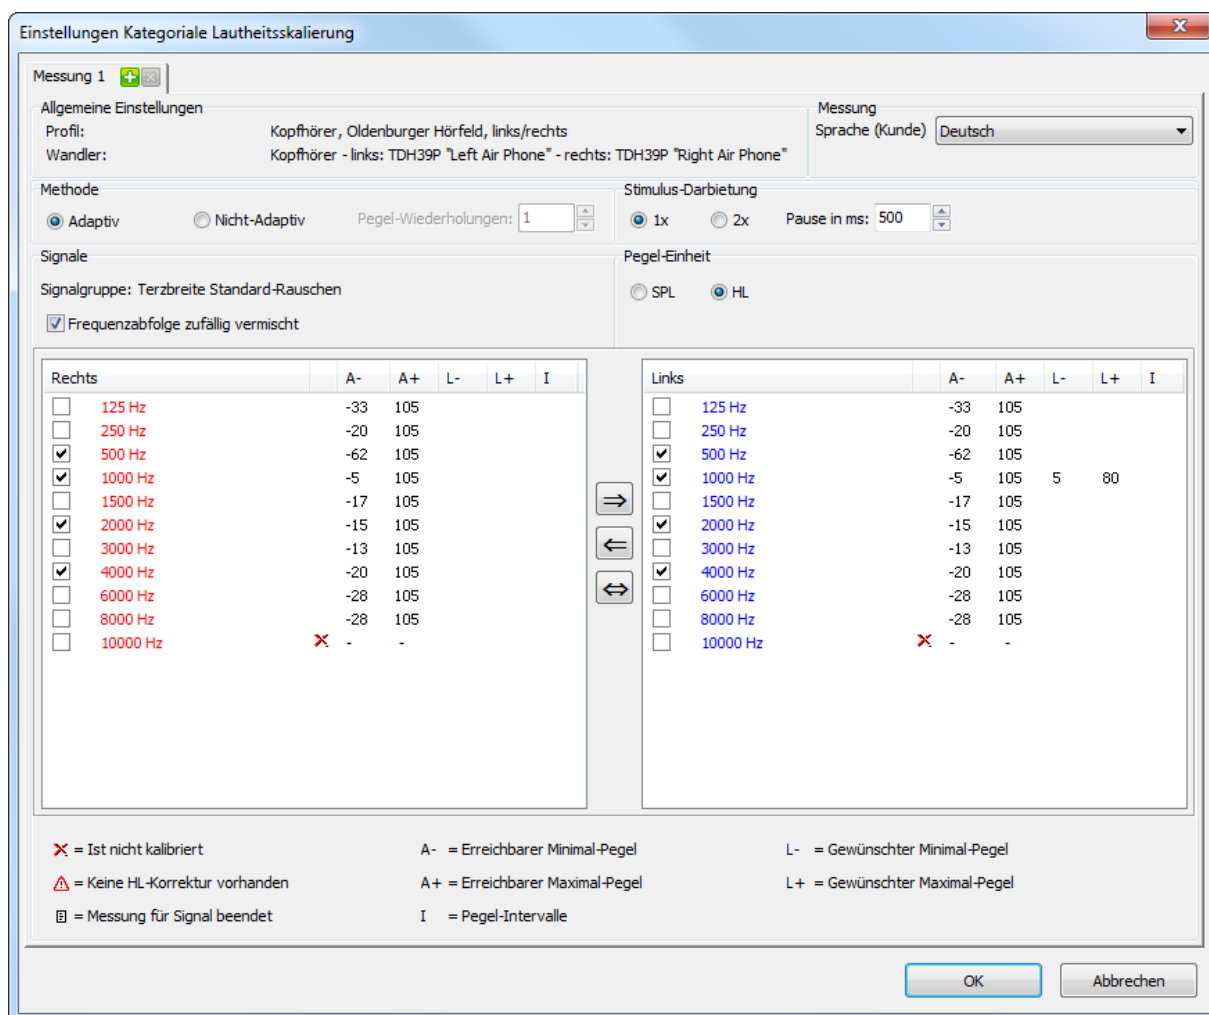 Einstellungen Kategoriale Lautheitsskalierung
Messung 1
Allgemeine Einstellungen
Profil: Kopfhörer, Oldenburger Hörfeld, links/rechts
Wandler: Kopfhörer - links: TDH39P "Left Air Phone" - rechts: TDH39P "Right Air Phone"
Messung
Sprache (Kunde) Deutsch
Methode
Adaptiv Nicht-Adaptiv Pegel-Wiederholungen: 1
Stimulus-Darbietung
1x 2x Pause in ms: 500
Signale
Signalgruppe: Terzbreite Standard-Rauschen
Frequenzabfolge zufällig vermischt
Pegel-Einheit
SPL HL
Rechts A- A+ L- L+ I
125 Hz -33 105
250 Hz -20 105
500 Hz -62 105
1000 Hz -5 105
1500 Hz -17 105
2000 Hz -15 105
3000 Hz -13 105
4000 Hz -20 105
6000 Hz -28 105
8000 Hz -28 105
10000 Hz - -
Links A- A+ L- L+ I
125 Hz -33 105
250 Hz -20 105
500 Hz -62 105
1000 Hz -5 105 5 80
1500 Hz -17 105
2000 Hz -15 105
3000 Hz -13 105
4000 Hz -20 105
6000 Hz -28 105
8000 Hz -28 105
10000 Hz - -
= Ist nicht kalibriert
= Keine HL-Korrektur vorhanden
= Messung für Signal beendet
A- = Erreichbarer Minimal-Pegel
A+ = Erreichbarer Maximal-Pegel
I = Pegel-Intervalle
L- = Gewünschter Minimal-Pegel
L+ = Gewünschter Maximal-Pegel
OK Abbrechen